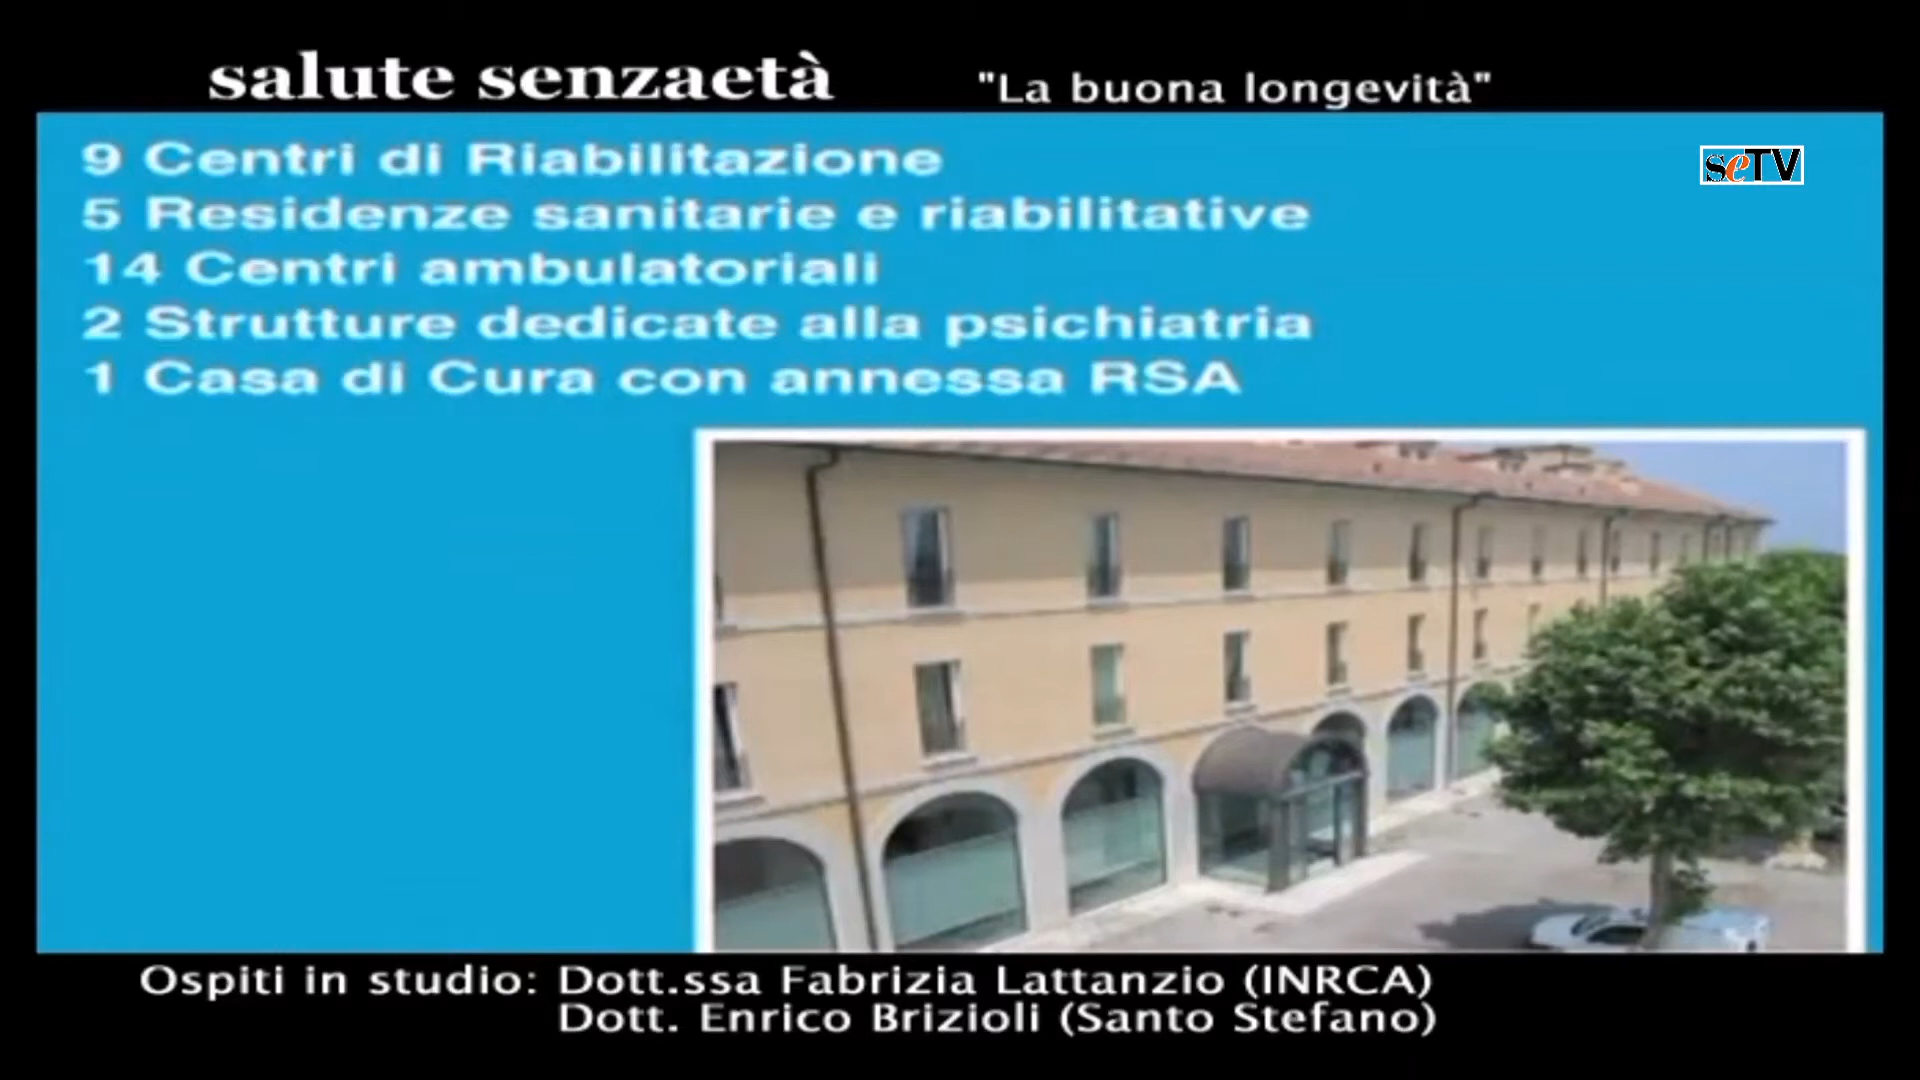 salute senzaetà
"La buona longevità"
seTV
9 Centri di Riabilitazione
5 Residenze sanitarie e riabilitative
14 Centri ambulatoriali
2 Strutture dedicate alla psichiatria
1 Casa di Cura con annessa RSA
Ospiti in studio: Dott.ssa Fabrizia Lattanzio (INRCA)
Dott. Enrico Brizioli (Santo Stefano)